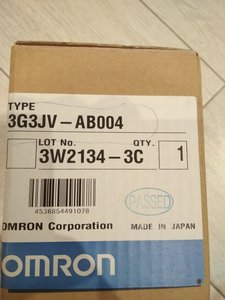 TYPE
3G3JV-AB004
LOT No. QTY.
3W2134-3C 1
4536854491078
PASSED
OMRON Corporation MADE IN JAPAN
OMRON